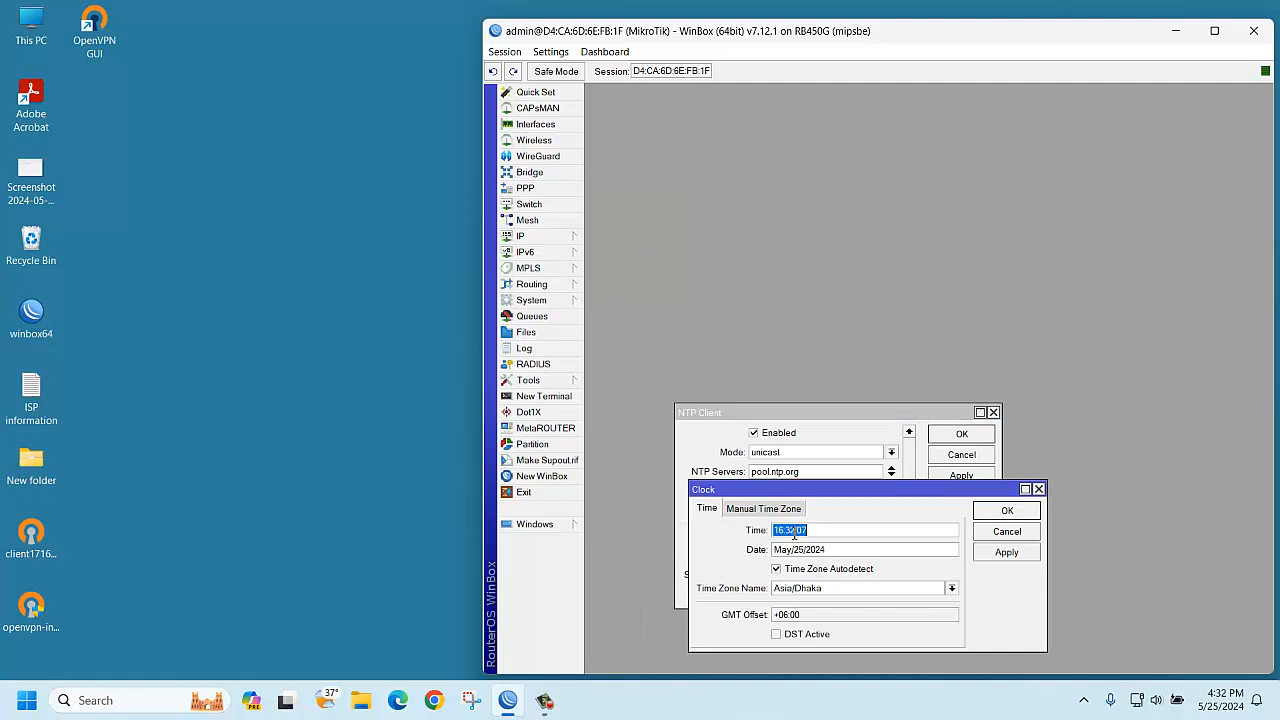 This PC
OpenVPN
GUI
Adobe
Acrobat
Screenshot
2024-05-...
Recycle Bin
winbox64
ISP
information
New folder
client1716...
openvpn-in...
admin@D4:CA:6D:6E:FB:1F (MikroTik) - WinBox (64bit) v7.12.1 on RB450G (mipsbe)
Session Settings Dashboard
Safe Mode Session: D4:CA:6D:6E:FB:1F
Quick Set
CAPsMAN
Interfaces
Wireless
WireGuard
Bridge
PPP
Switch
Mesh
IP
IPv6
MPLS
Routing
System
Queues
Files
Log
RADIUS
Tools
New Terminal
Dot1X
MetaROUTER
Partition
Make Supout.rif
New WinBox
Exit
Windows
RouterOS WinBox
NTP Client
Enabled
Mode: unicast
NTP Servers: pool.ntp.org
OK
Cancel
Apply
Clock
Time Manual Time Zone
Time: 16:32:07
Date: May/25/2024
Time Zone Autodetect
Time Zone Name: Asia/Dhaka
GMT Offset: +06:00
DST Active
OK
Cancel
Apply
Search
PRE
37°
4:32 PM
5/25/2024